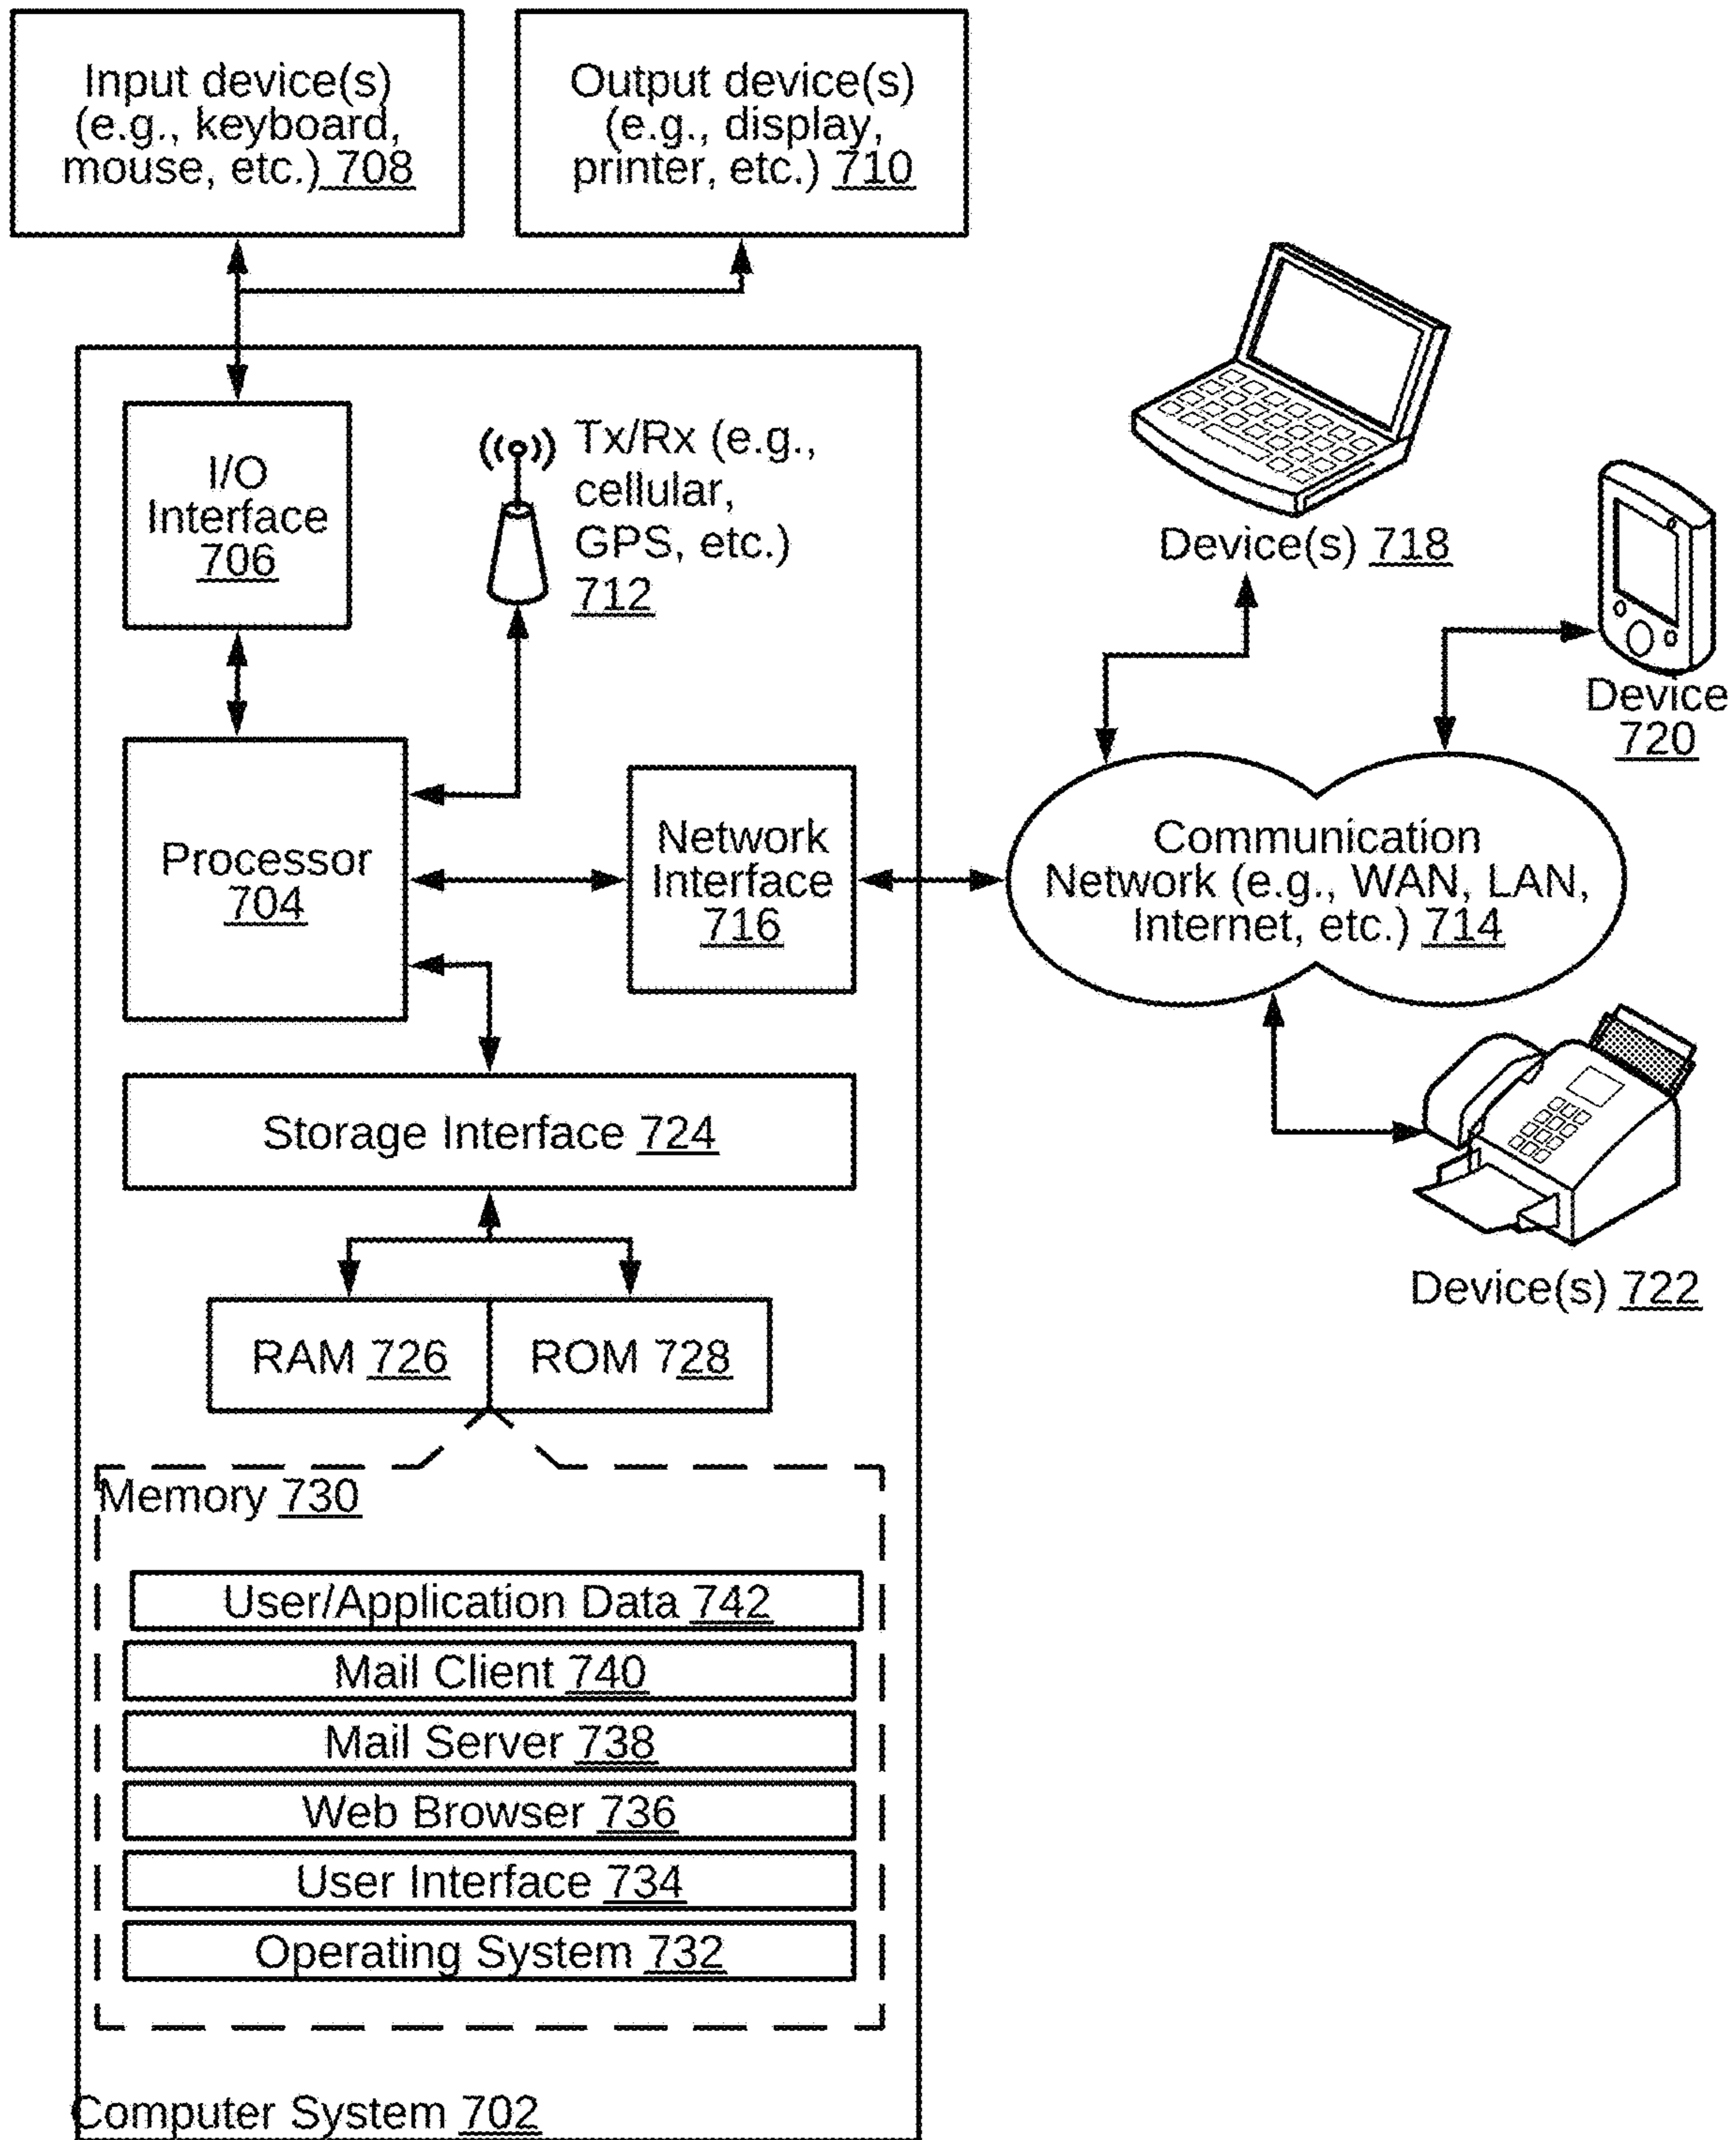 Input device(s)
(e.g., keyboard,
mouse, etc.) 708
Output device(s)
(e.g., display,
printer, etc.) 710
I/O
Interface
706
Tx/Rx (e.g.,
cellular,
GPS, etc.)
712
Device(s) 718
Device
720
Processor
704
Network
Interface
716
Communication
Network (e.g., WAN, LAN,
Internet, etc.) 714
Storage Interface 724
Device(s) 722
RAM 726
ROM 728
Memory 730
User/Application Data 742
Mail Client 740
Mail Server 738
Web Browser 736
User Interface 734
Operating System 732
Computer System 702